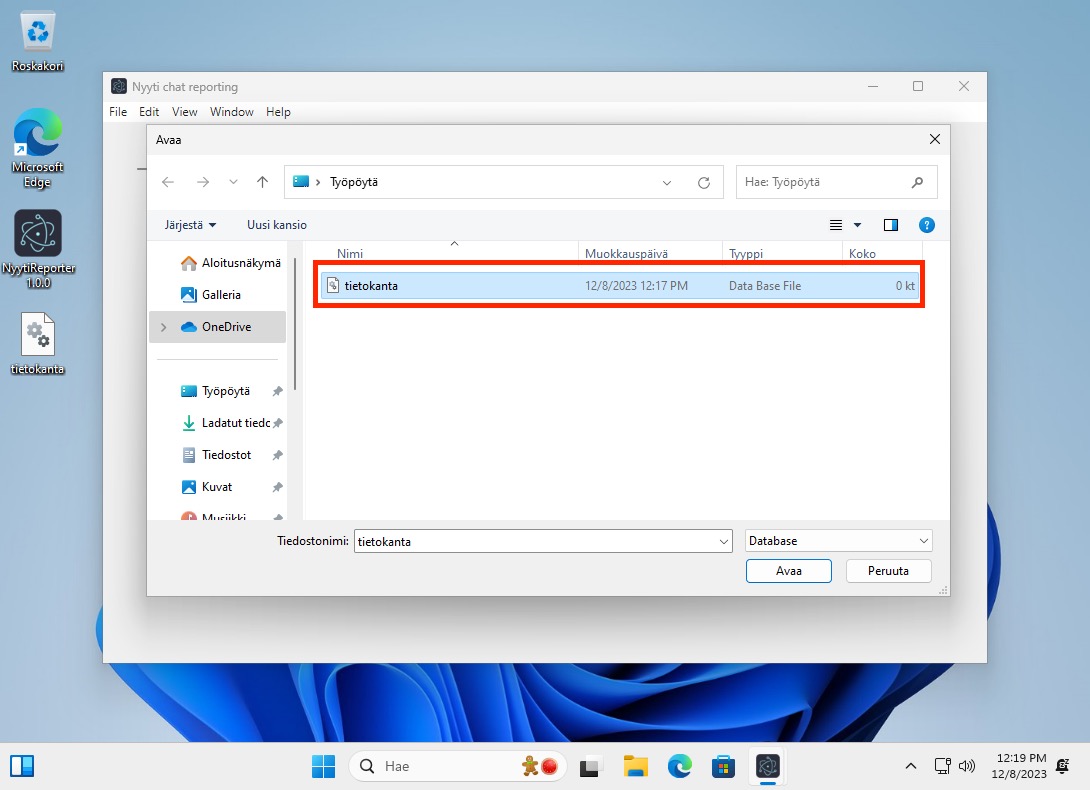 Roskakori
Microsoft
Edge
NyytiReporter
1.0.0
tietokanta
Nyyti chat reporting
File Edit View Window Help
Avaa
Työpöytä
Hae: Työpöytä
Järjestä
Uusi kansio
Nimi Muokkauspäivä Tyyppi Koko
tietokanta 12/8/2023 12:17 PM Data Base File 0 kt
Aloitusnäkymä
Galleria
OneDrive
Työpöytä
Ladatut tiedo
Tiedostot
Kuvat
Musiikki
Tiedostonimi: tietokanta Database
Avaa Peruuta
Hae
12:19 PM
12/8/2023